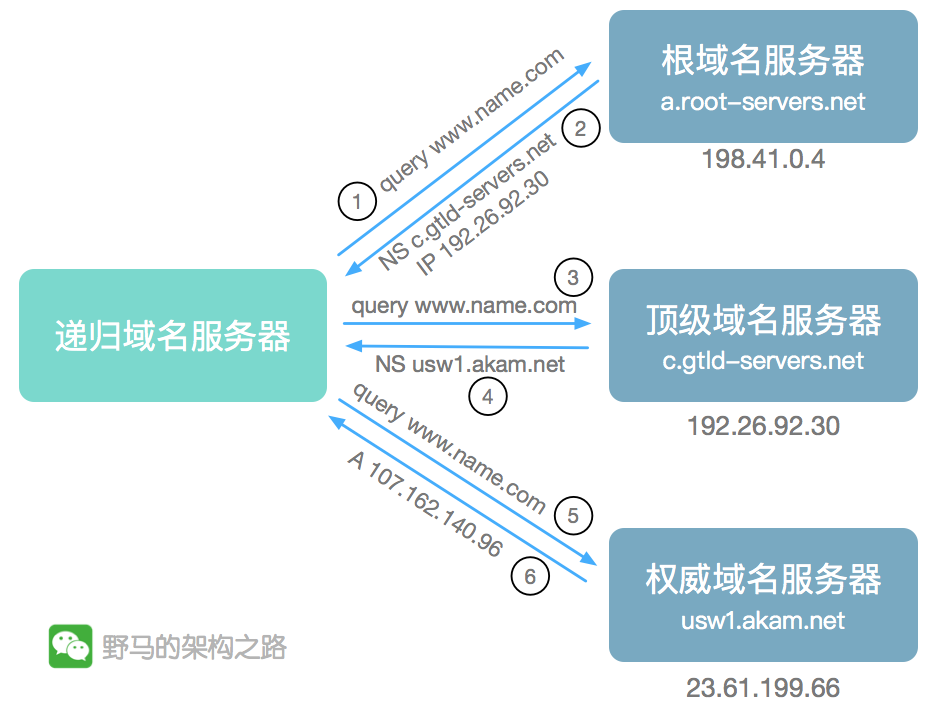 根域名服务器
a.root-servers.net
198.41.0.4
1
query www.name.com
2
NS c.gtld-servers.net
IP 192.26.92.30
递归域名服务器
3
query www.name.com
NS usw1.akam.net
4
顶级域名服务器
c.gtld-servers.net
192.26.92.30
query www.name.com
5
A 107.162.140.96
6
权威域名服务器
usw1.akam.net
23.61.199.66
野马的架构之路